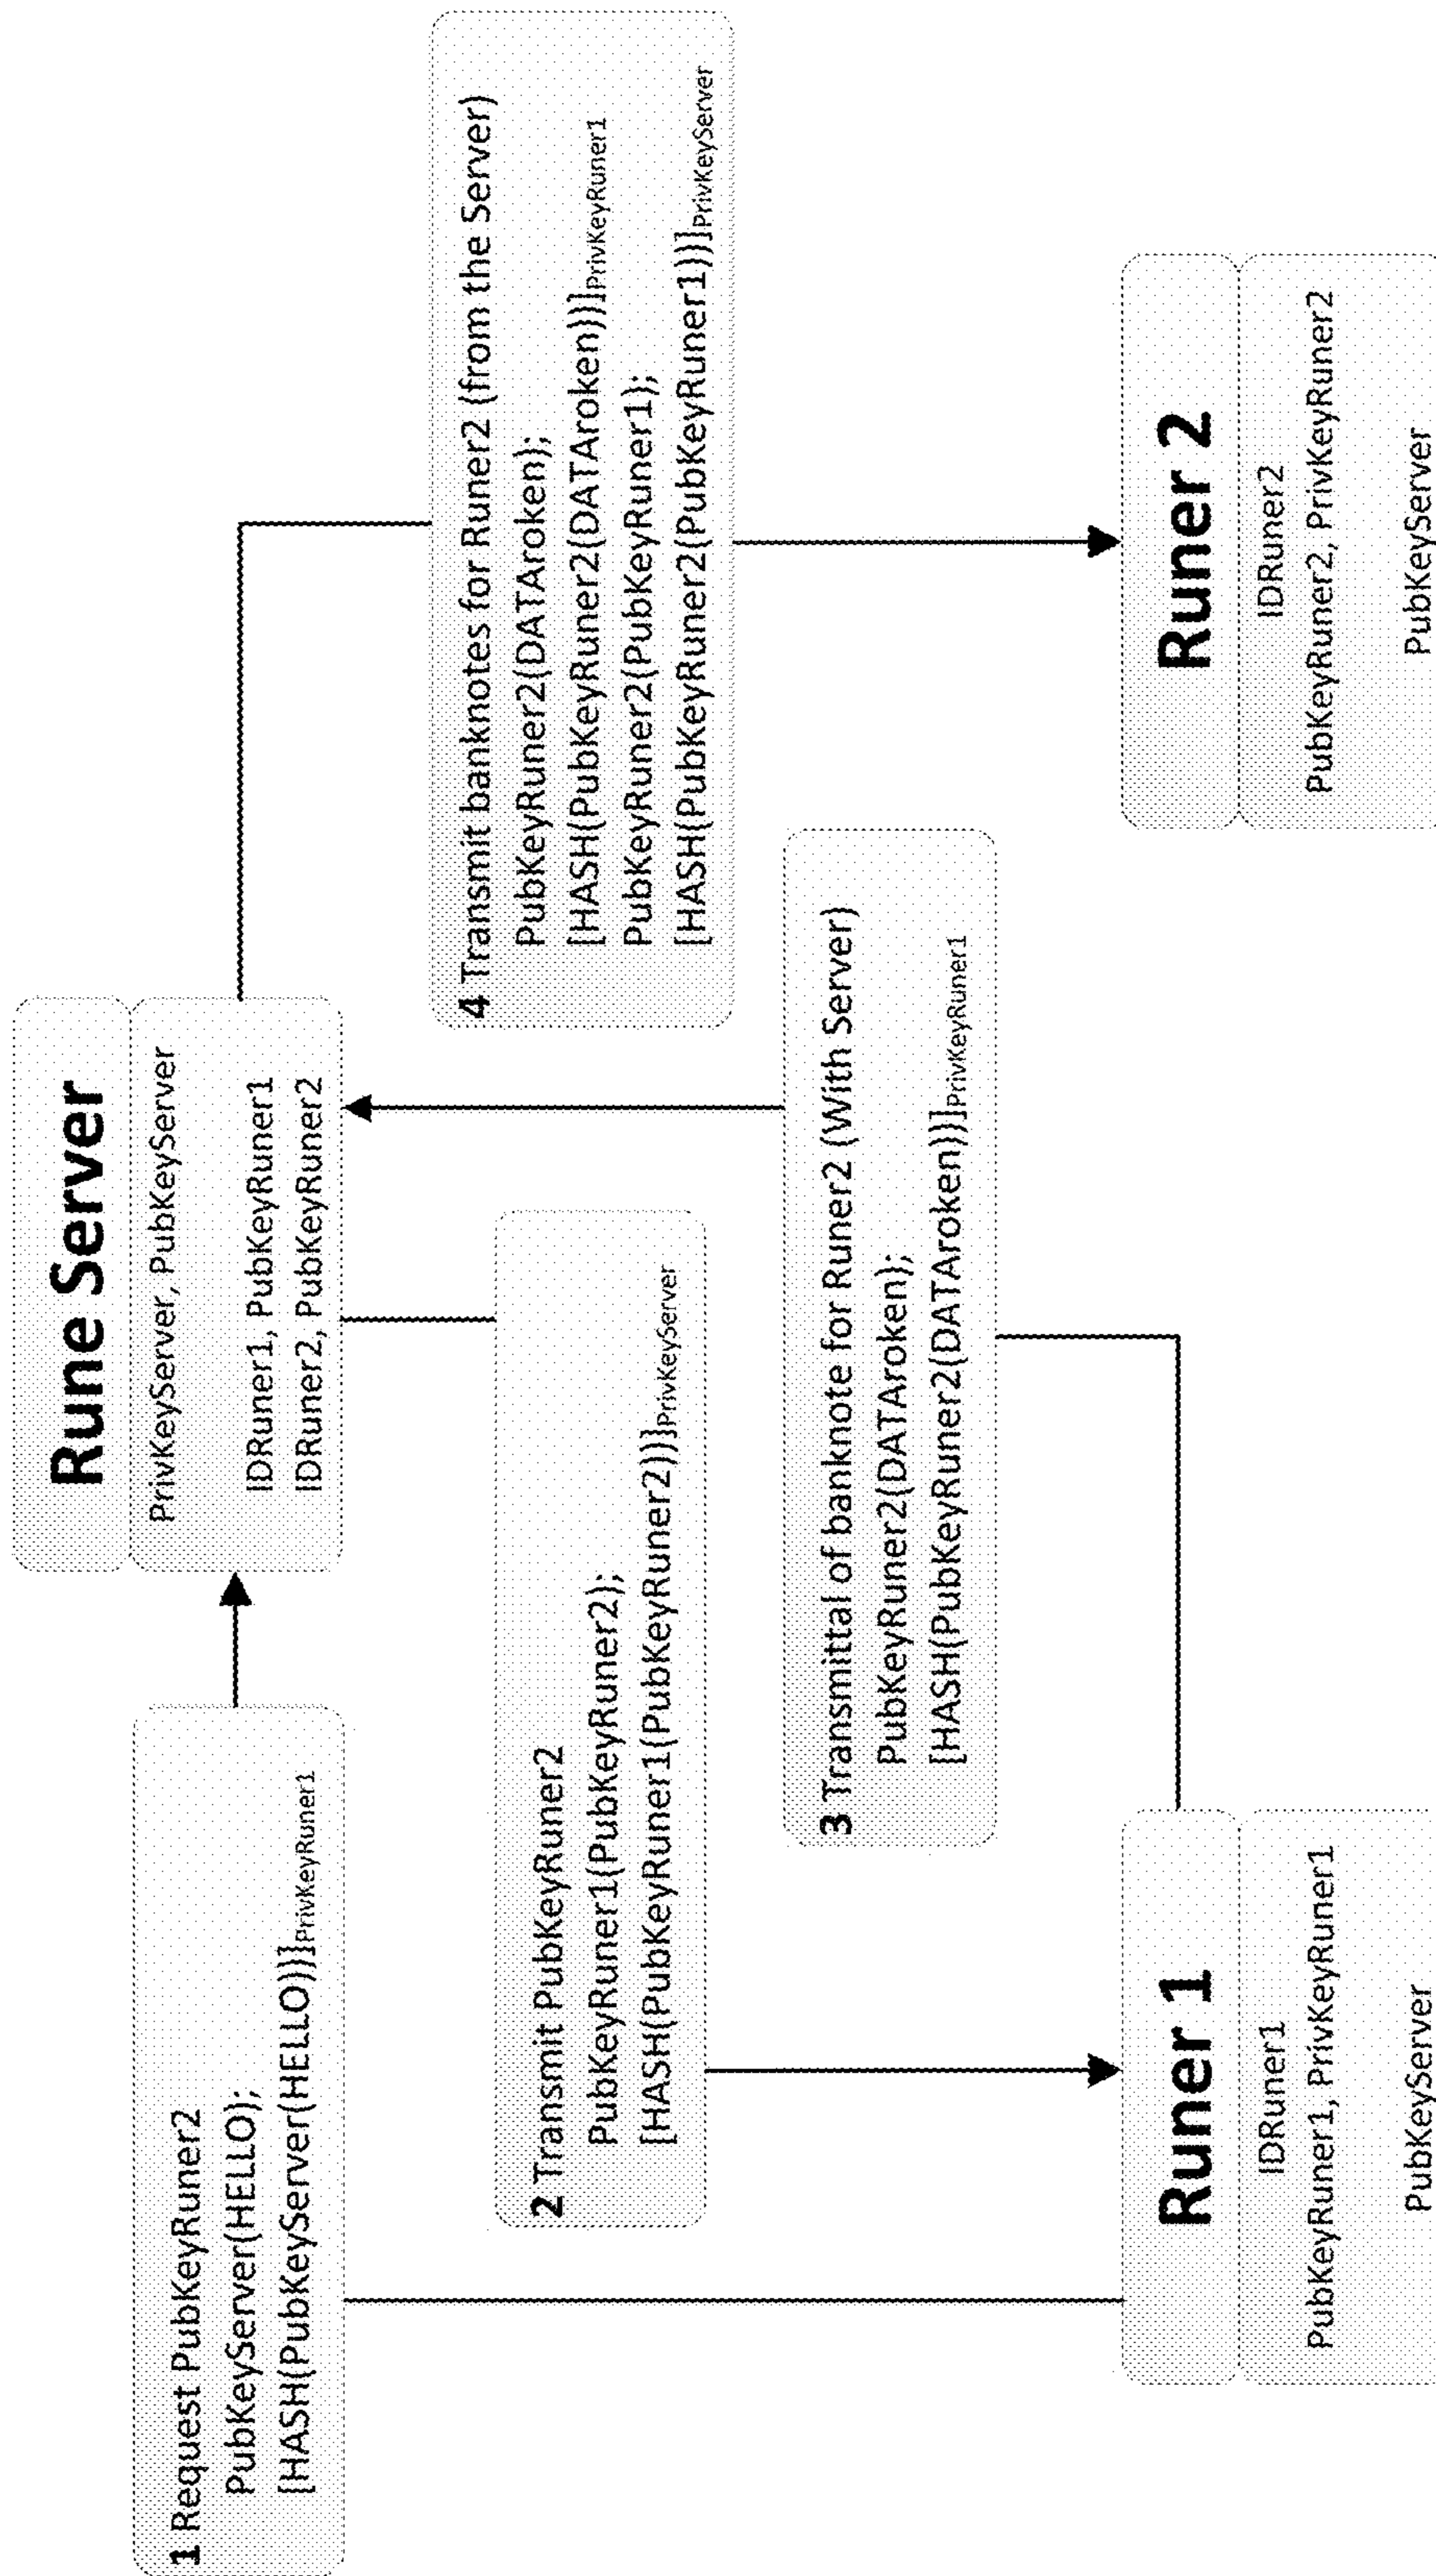 1 Request PubKeyRuner2
PubKeyServer(HELLO);
[HASH(PubKeyServer(HELLO))]PrivKeyRuner1
Rune Server
PrivKeyServer, PubKeyServer
IDRuner1, PubKeyRuner1
IDRuner2, PubKeyRuner2
2 Transmit PubKeyRuner2
PubKeyRuner1(PubKeyRuner2);
[HASH(PubKeyRuner1(PubKeyRuner2))]PrivKeyServer
4 Transmit banknotes for Runer2 (from the Server)
PubKeyRuner2(DATAroken);
[HASH(PubKeyRuner2(DATAroken))]PrivKeyRuner1
PubKeyRuner2(PubKeyRuner1);
[HASH(PubKeyRuner2(PubKeyRuner1))]PrivKeyServer
3 Transmittal of banknote for Runer2 (With Server)
PubKeyRuner2(DATAroken);
[HASH(PubKeyRuner2(DATAroken))]PrivKeyRuner1
Runer 1
IDRuner1
PubKeyRuner1, PrivKeyRuner1
PubKeyServer
Runer 2
IDRuner2
PubKeyRuner2, PrivKeyRuner2
PubKeyServer